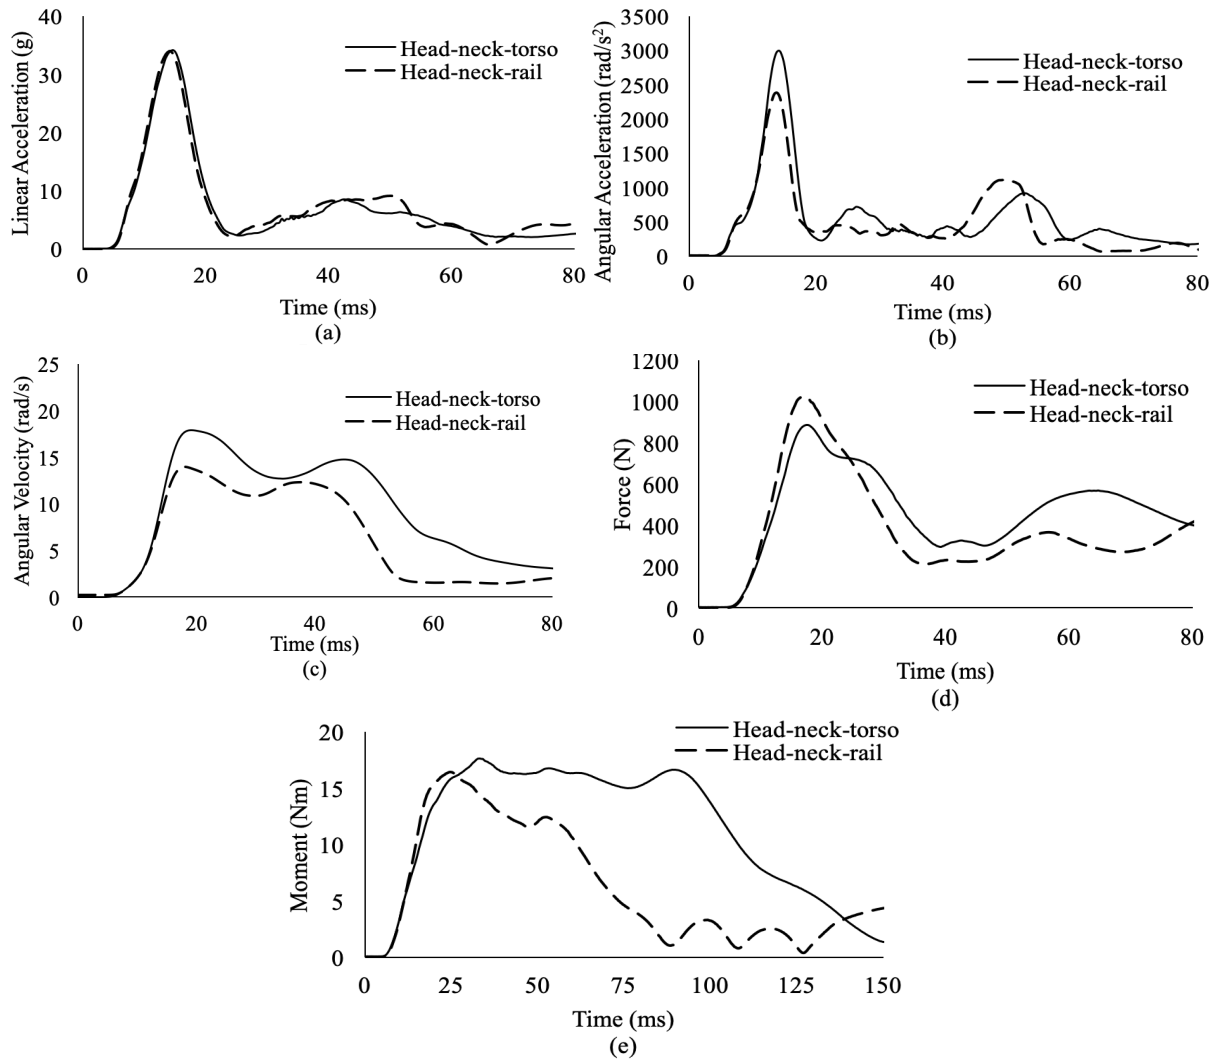 Linear Acceleration (g)
40
30
20
10
0
0 20 40 60 80
Time (ms)
(a)
Head-neck-torso
Head-neck-rail
Angular Acceleration (rad/s²)
3500
3000
2500
2000
1500
1000
500
0
0 20 40 60 80
Time (ms)
(b)
Head-neck-torso
Head-neck-rail
Angular Velocity (rad/s)
25
20
15
10
5
0
0 20 40 60 80
Time (ms)
(c)
Head-neck-torso
Head-neck-rail
Force (N)
1200
1000
800
600
400
200
0
0 20 40 60 80
Time (ms)
(d)
Head-neck-torso
Head-neck-rail
Moment (Nm)
20
15
10
5
0
0 25 50 75 100 125 150
Time (ms)
(e)
Head-neck-torso
Head-neck-rail